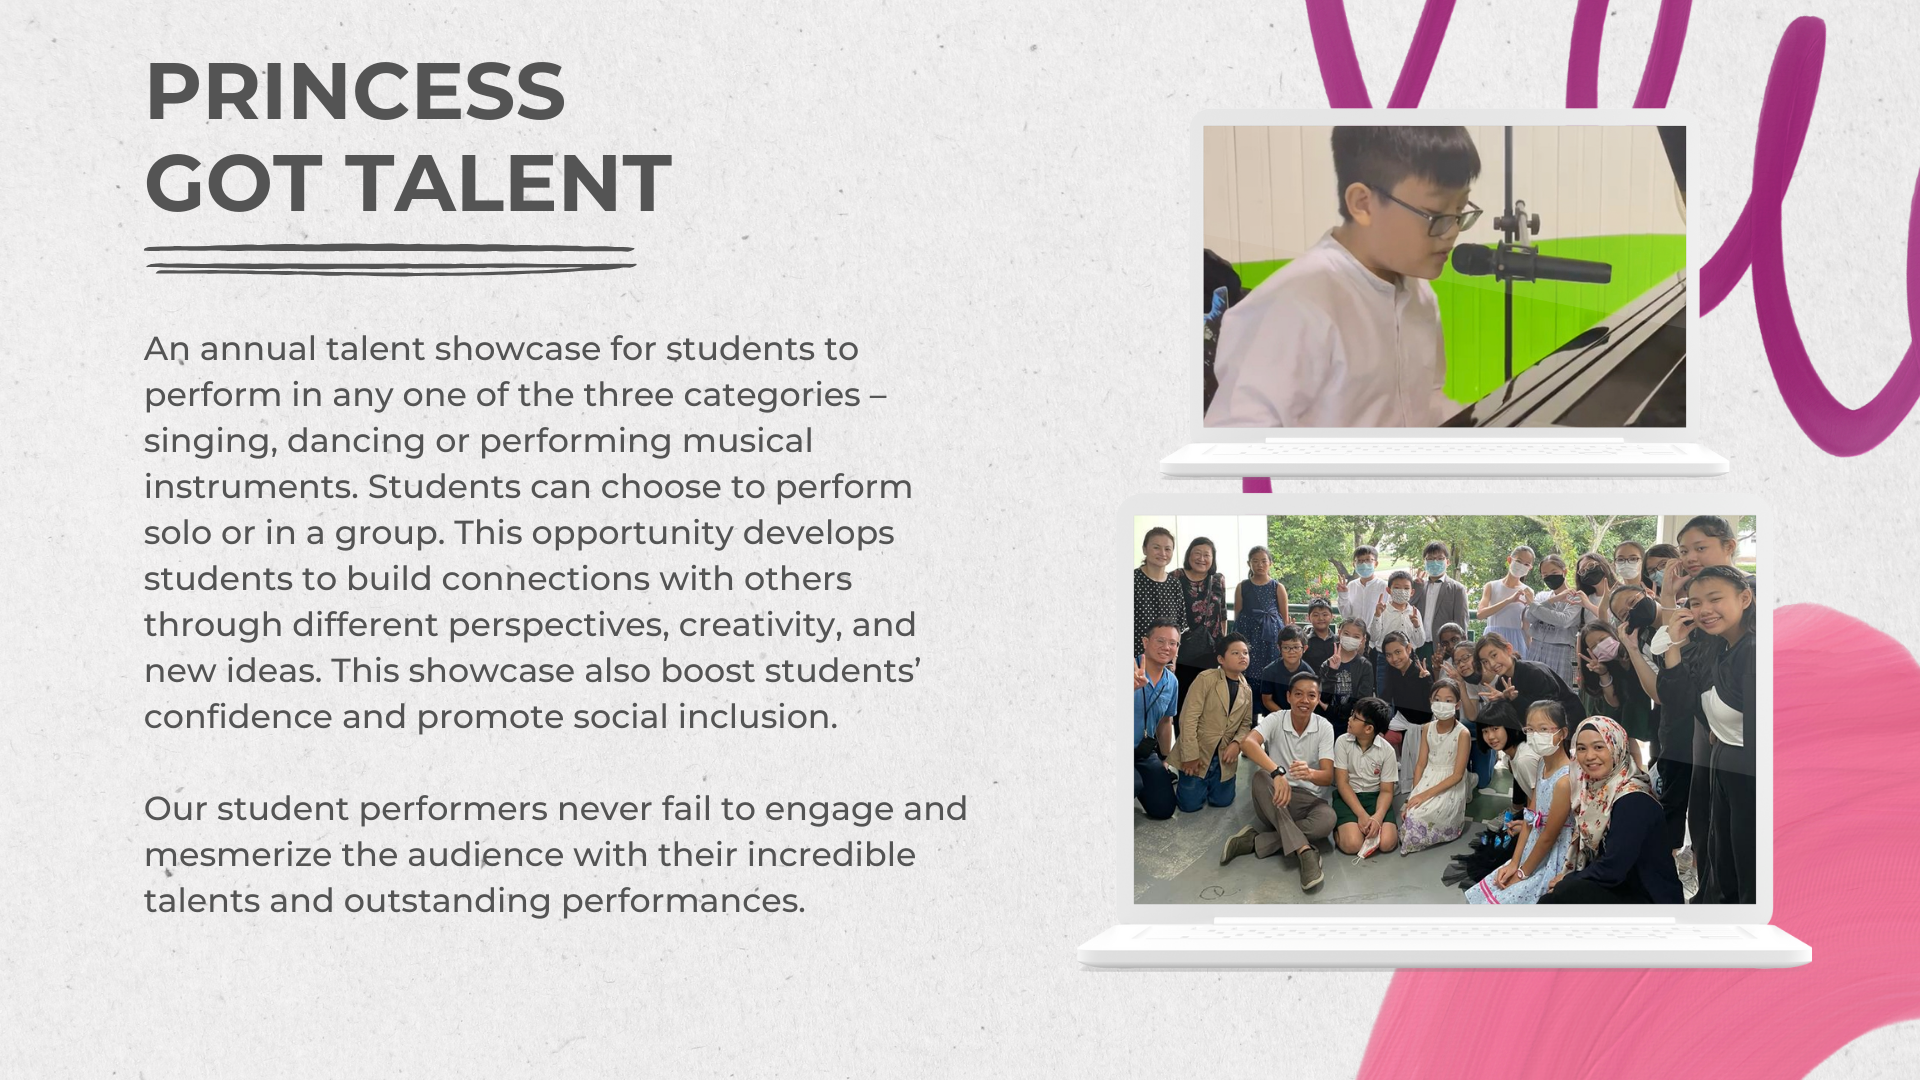 PRINCESS
GOT TALENT
An annual talent showcase for students to
perform in any one of the three categories –
singing, dancing or performing musical
instruments. Students can choose to perform
solo or in a group. This opportunity develops
students to build connections with others
through different perspectives, creativity, and
new ideas. This showcase also boost students’
confidence and promote social inclusion.
Our student performers never fail to engage and
mesmerize the audience with their incredible
talents and outstanding performances.